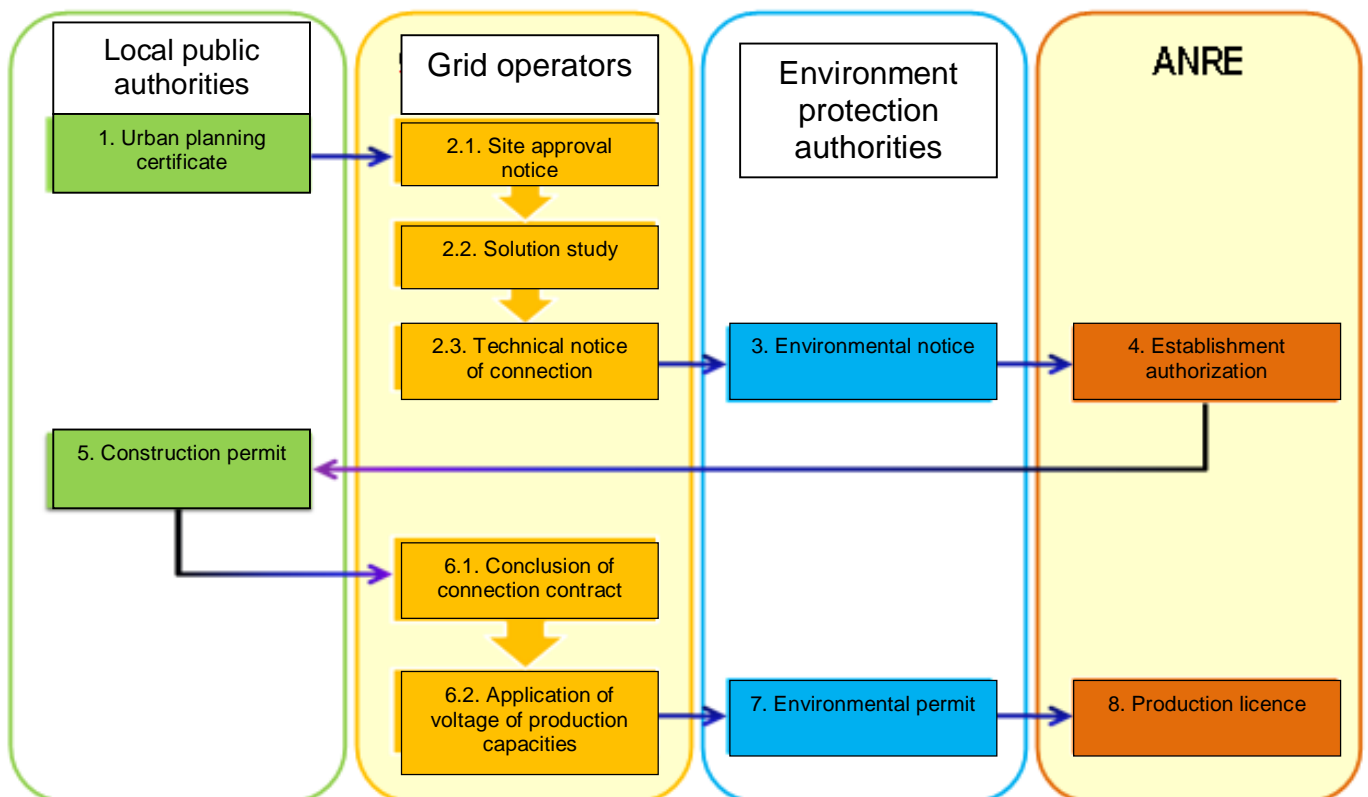 Local public
authorities
Grid operators
Environment
protection
authorities
ANRE
1. Urban planning
certificate
2.1. Site approval
notice
2.2. Solution study
2.3. Technical notice
of connection
3. Environmental notice
4. Establishment
authorization
5. Construction permit
6.1. Conclusion of
connection contract
6.2. Application of
voltage of production
capacities
7. Environmental permit
8. Production licence